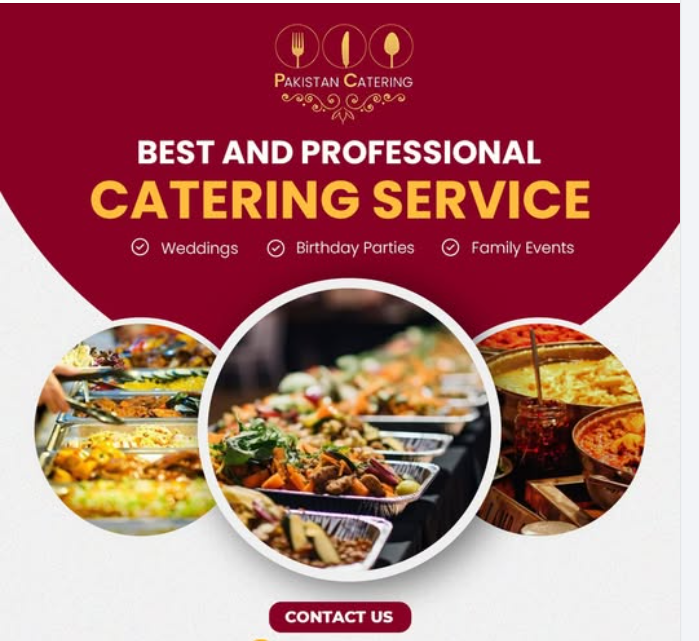 PAKISTAN CATERING
BEST AND PROFESSIONAL
CATERING SERVICE
Weddings Birthday Parties Family Events
CONTACT US